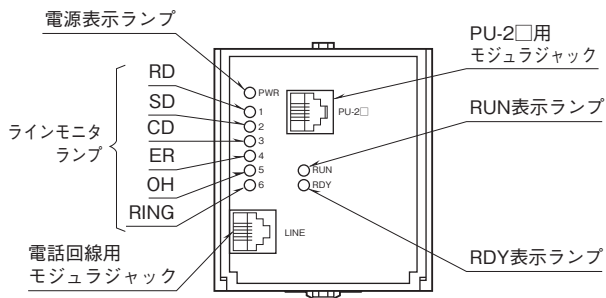 電源表示ランプ
RD
SD
CD
ER
OH
RING
ラインモニタ
ランプ
電話回線用
モジュラジャック
PWR
1
2
3
4
5
6
PU-2□
RUN
RDY
LINE
PU-2□用
モジュラジャック
RUN表示ランプ
RDY表示ランプ